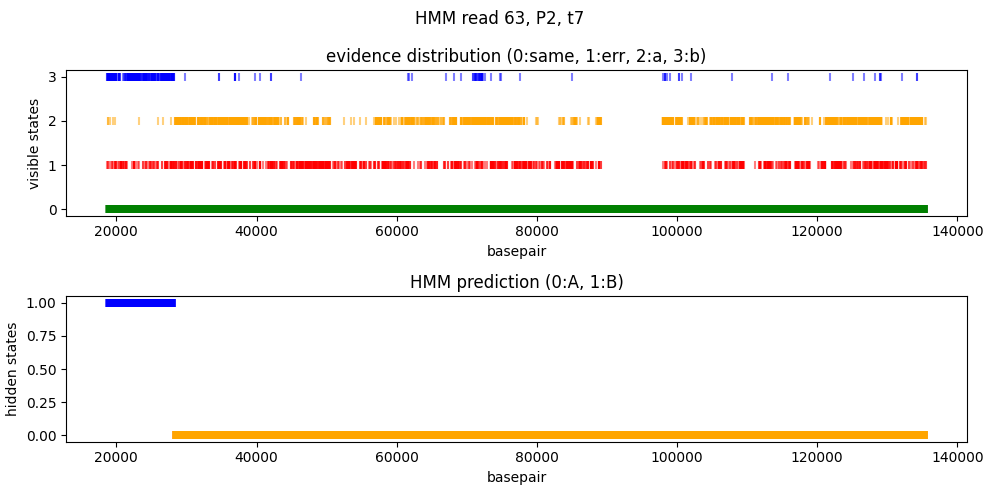 HMM read 63, P2, t7
evidence distribution (0:same, 1:err, 2:a, 3:b)
visible states
3
2
1
0
20000 40000 60000 80000 100000 120000 140000
basepair
HMM prediction (0:A, 1:B)
hidden states
1.00
0.75
0.50
0.25
0.00
20000 40000 60000 80000 100000 120000 140000
basepair